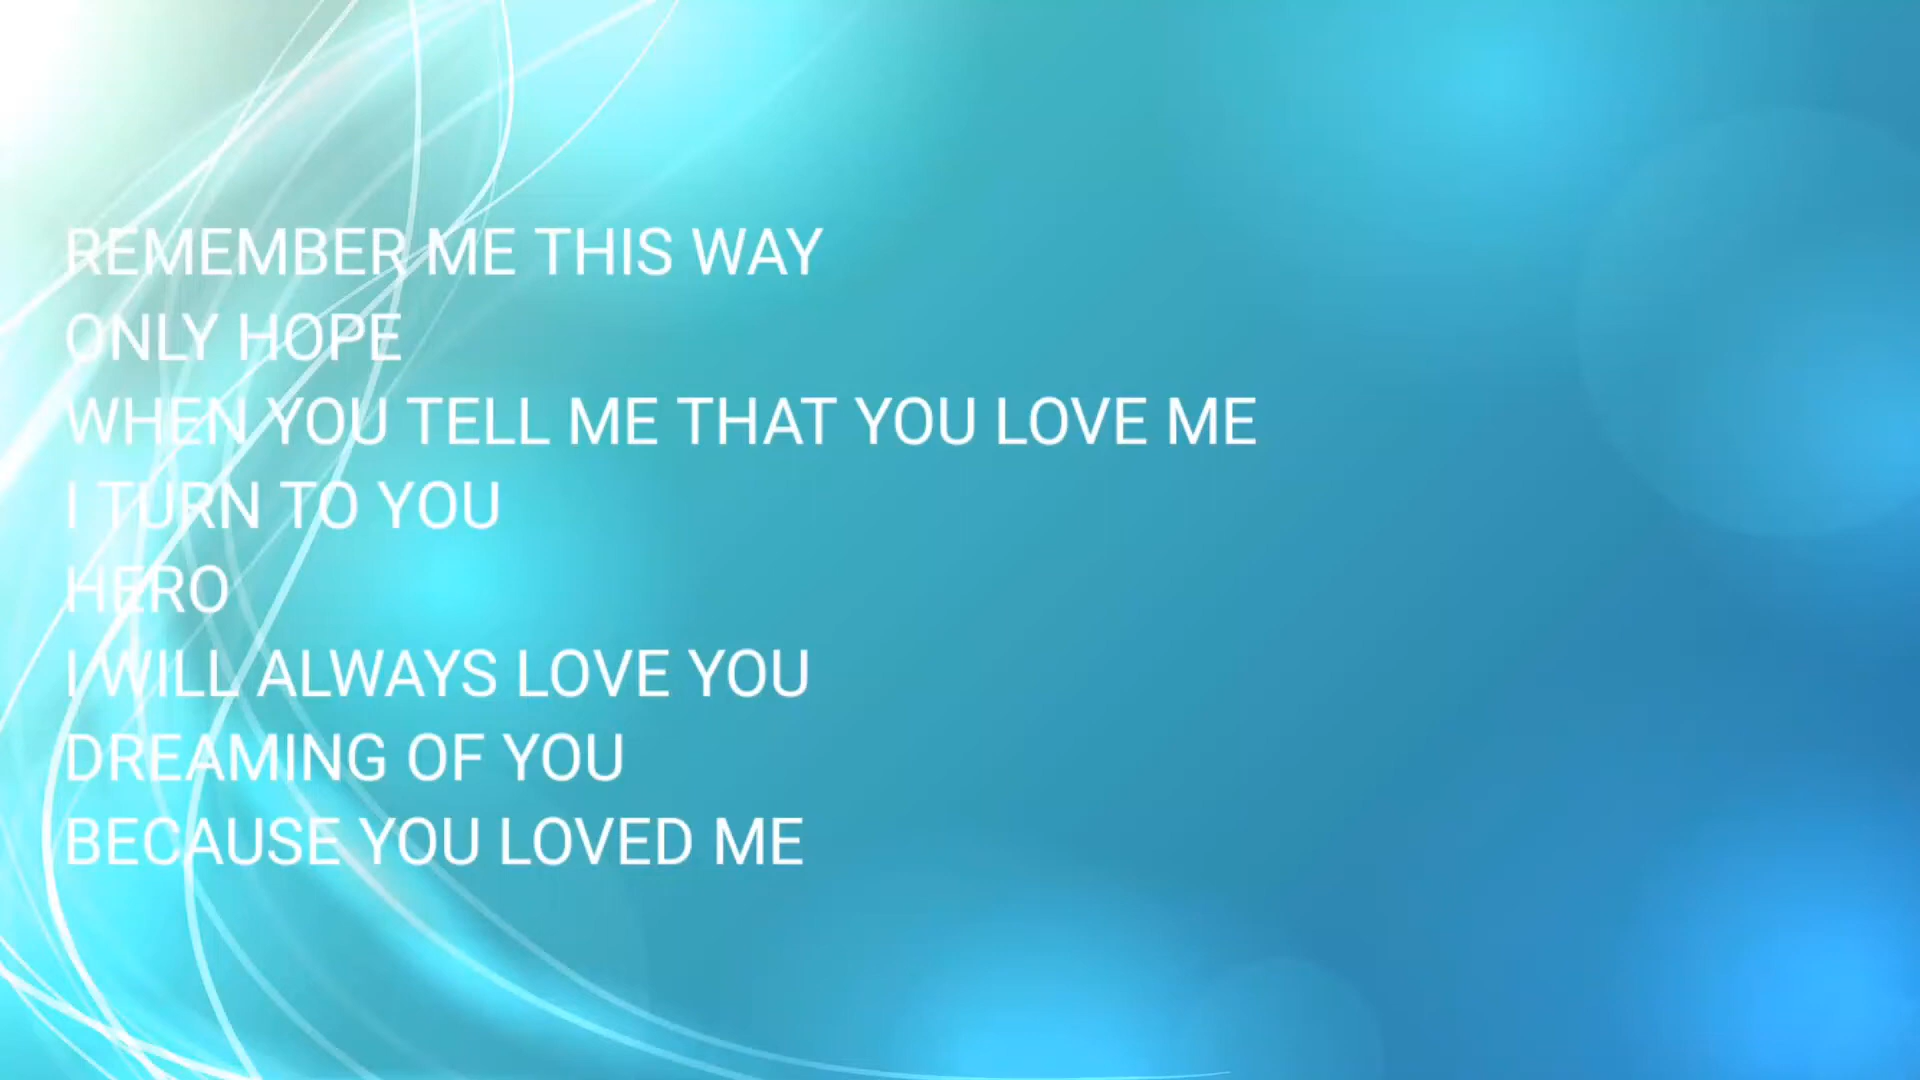 REMEMBER ME THIS WAY
ONLY HOPE
WHEN YOU TELL ME THAT YOU LOVE ME
I TURN TO YOU
HERO
I WILL ALWAYS LOVE YOU
DREAMING OF YOU
BECAUSE YOU LOVED ME